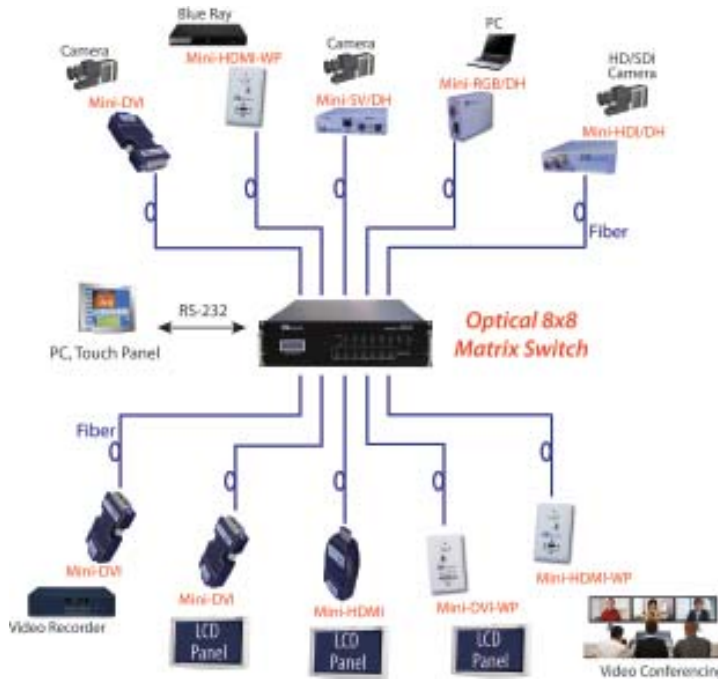 Blue Ray
Camera
Mini-HDMI-WP
Camera
PC
Mini-DVI
Mini-SV/DH
Mini-RGB/DH
HD/SDI
Camera
Mini-HDI/DH
Fiber
RS-232
PC, Touch Panel
Optical 8x8
Matrix Switch
Fiber
Mini-DVI
Video Recorder
Mini-DVI
LCD
Panel
Mini-HDMI
LCD
Panel
Mini-DVI-WP
LCD
Panel
Mini-HDMI-WP
Video Conferencing